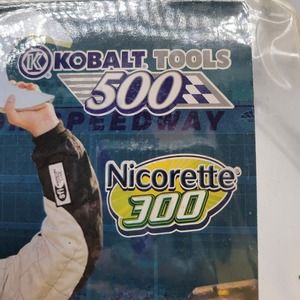 K KOBALT TOOLS
500
SPEEDWAY
Nicorette
300